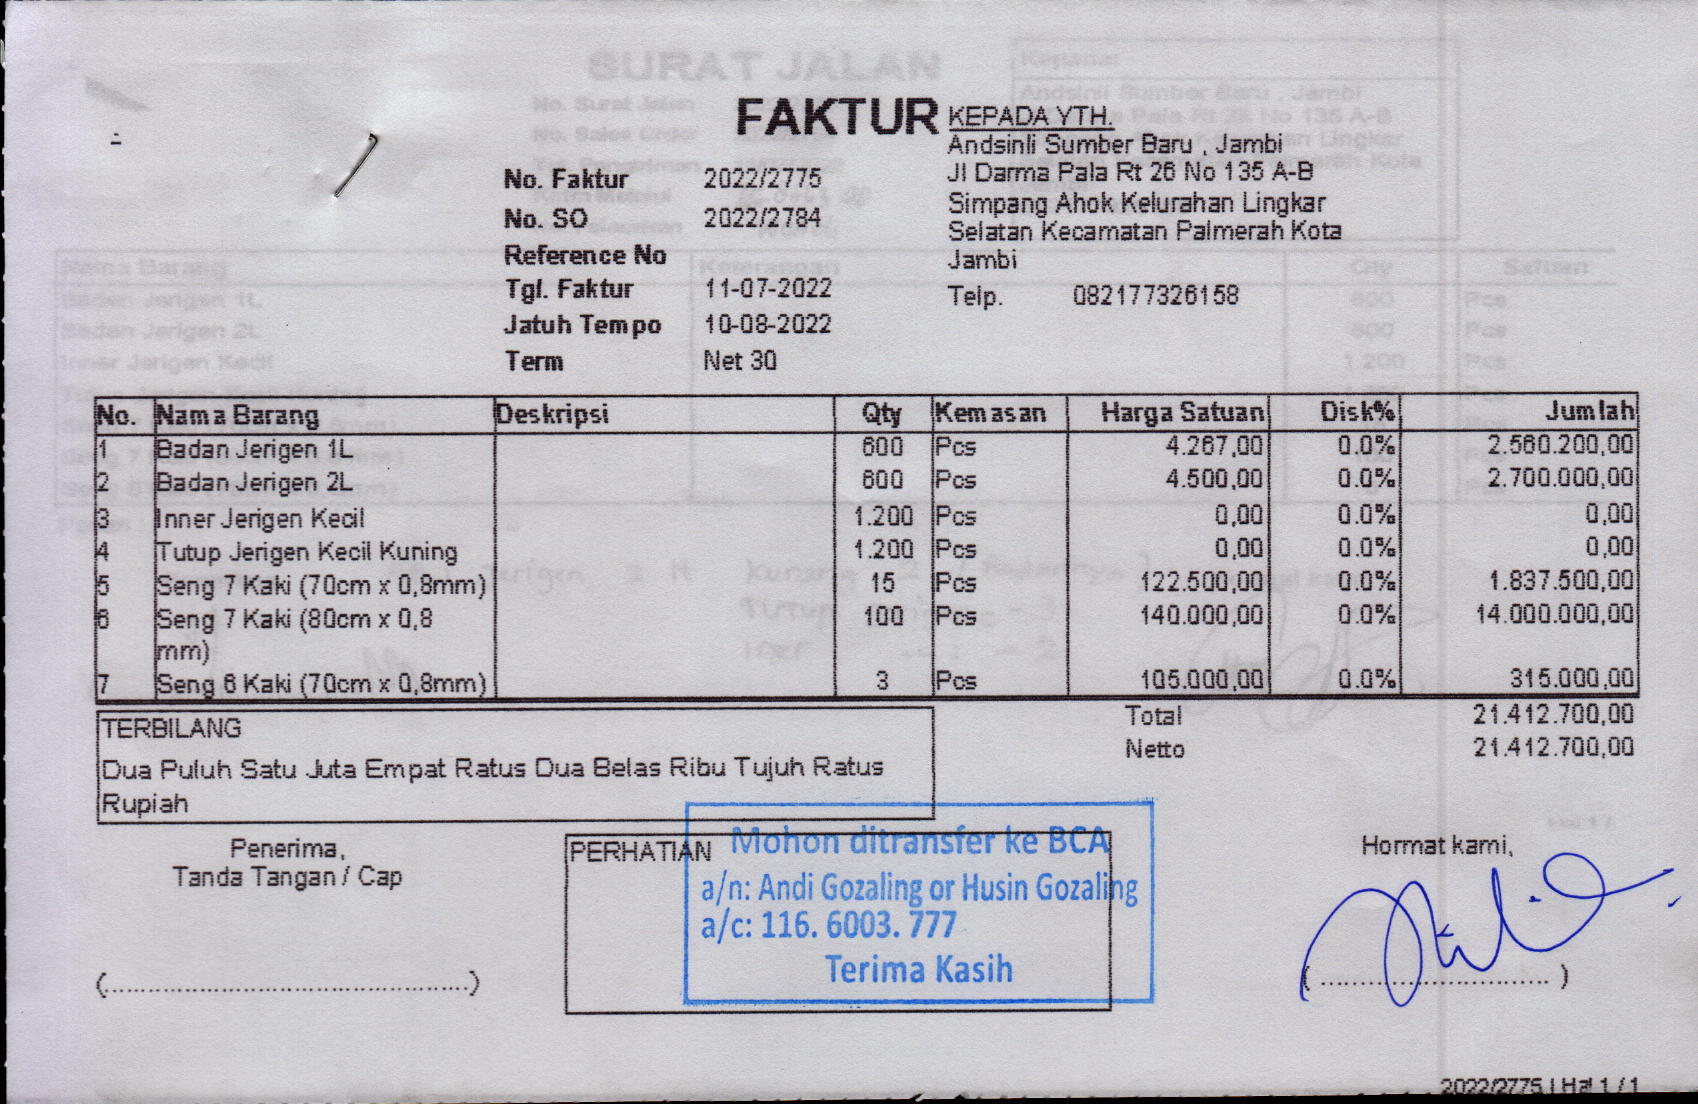 FAKTUR
No. Faktur 2022/2775
No. SO 2022/2784
Reference No
Tgl. Faktur 11-07-2022
Jatuh Tempo 10-08-2022
Term Net 30
KEPADA YTH.
Andsinli Sumber Baru , Jambi
Jl Darma Pala Rt 26 No 135 A-B
Simpang Ahok Kelurahan Lingkar
Selatan Kecamatan Palmerah Kota
Jambi
Telp. 082177326158
No. Nama Barang Deskripsi Qty Kemasan Harga Satuan Disk% Jumlah
1 Badan Jerigen 1L 600 Pcs 4.267,00 0.0% 2.560.200,00
2 Badan Jerigen 2L 600 Pcs 4.500,00 0.0% 2.700.000,00
3 Inner Jerigen Kecil 1.200 Pcs 0,00 0.0% 0,00
4 Tutup Jerigen Kecil Kuning 1.200 Pcs 0,00 0.0% 0,00
5 Seng 7 Kaki (70cm x 0,8mm) 15 Pcs 122.500,00 0.0% 1.837.500,00
6 Seng 7 Kaki (80cm x 0,8 100 Pcs 140.000,00 0.0% 14.000.000,00
mm)
7 Seng 6 Kaki (70cm x 0,8mm) 3 Pcs 105.000,00 0.0% 315.000,00
Total 21.412.700,00
Netto 21.412.700,00
TERBILANG
Dua Puluh Satu Juta Empat Ratus Dua Belas Ribu Tujuh Ratus
Rupiah
Penerima,
Tanda Tangan / Cap
(................................................)
PERHATIAN
Mohon ditransfer ke BCA
a/n: Andi Gozaling or Husin Gozaling
a/c: 116. 6003. 777
Terima Kasih
Hormat kami,
( .............................. )
2022/2775 | Hal 1 / 1